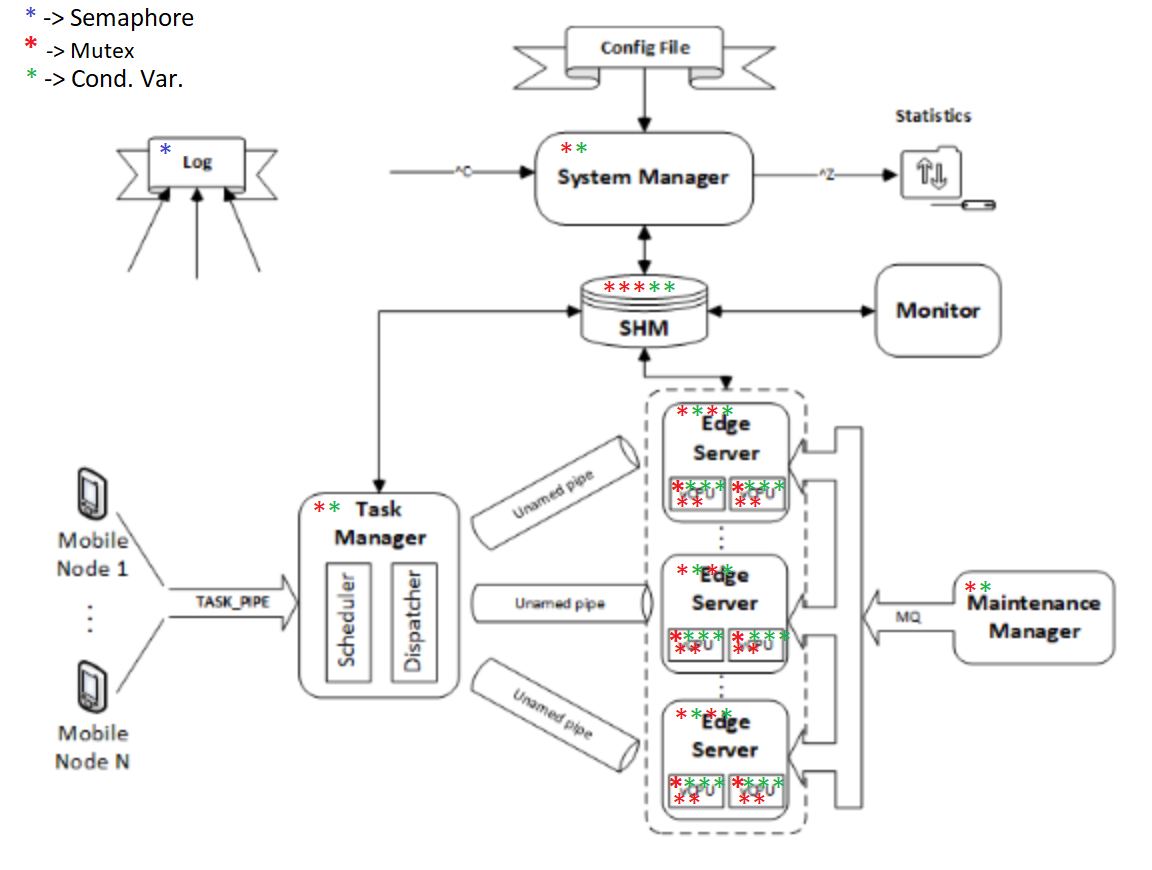 * -> Semaphore
* -> Mutex
* -> Cond. Var.
Config File
Statistics
*
Log
^C
**
System Manager
^Z
*****
SHM
Monitor
****
Edge
Server
vCPU vCPU
Unamed pipe
Mobile
Node 1
TASK_PIPE
** Task
Manager
Scheduler
Dispatcher
Unamed pipe
****
Edge
Server
vCPU vCPU
MQ
**
Maintenance
Manager
Mobile
Node N
Unamed pipe
****
Edge
Server
vCPU vCPU